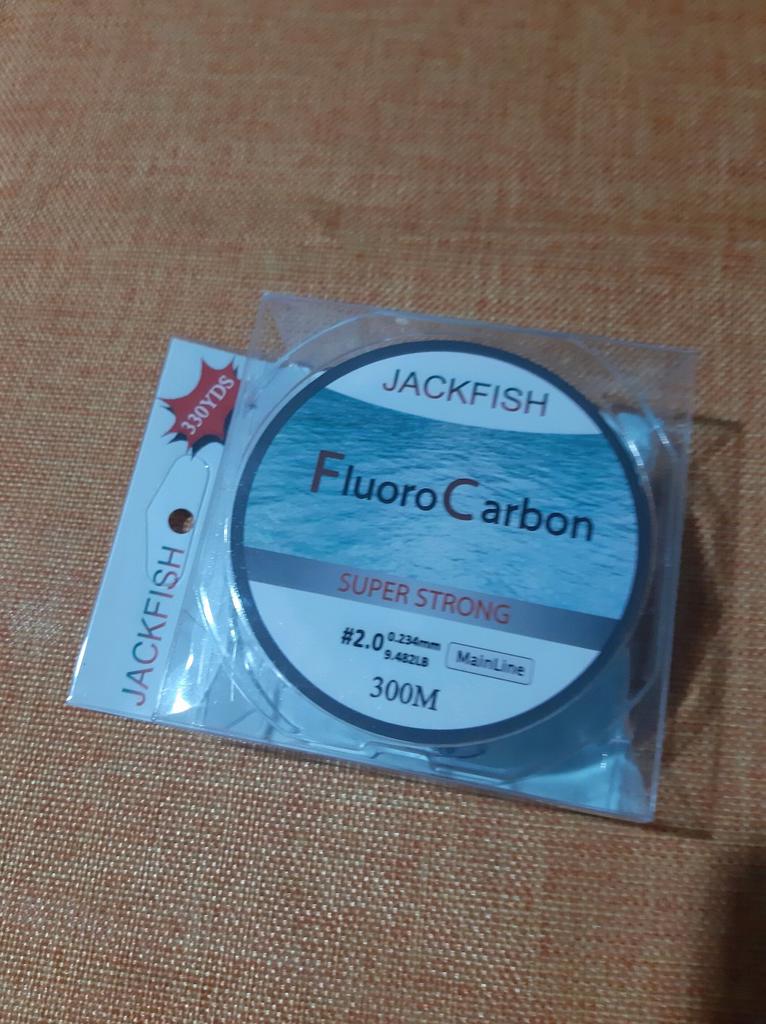 330YDS
JACKFISH
JACKFISH
FluoroCarbon
SUPER STRONG
#2.0 0.234mm
9.482LB
MainLine
300M